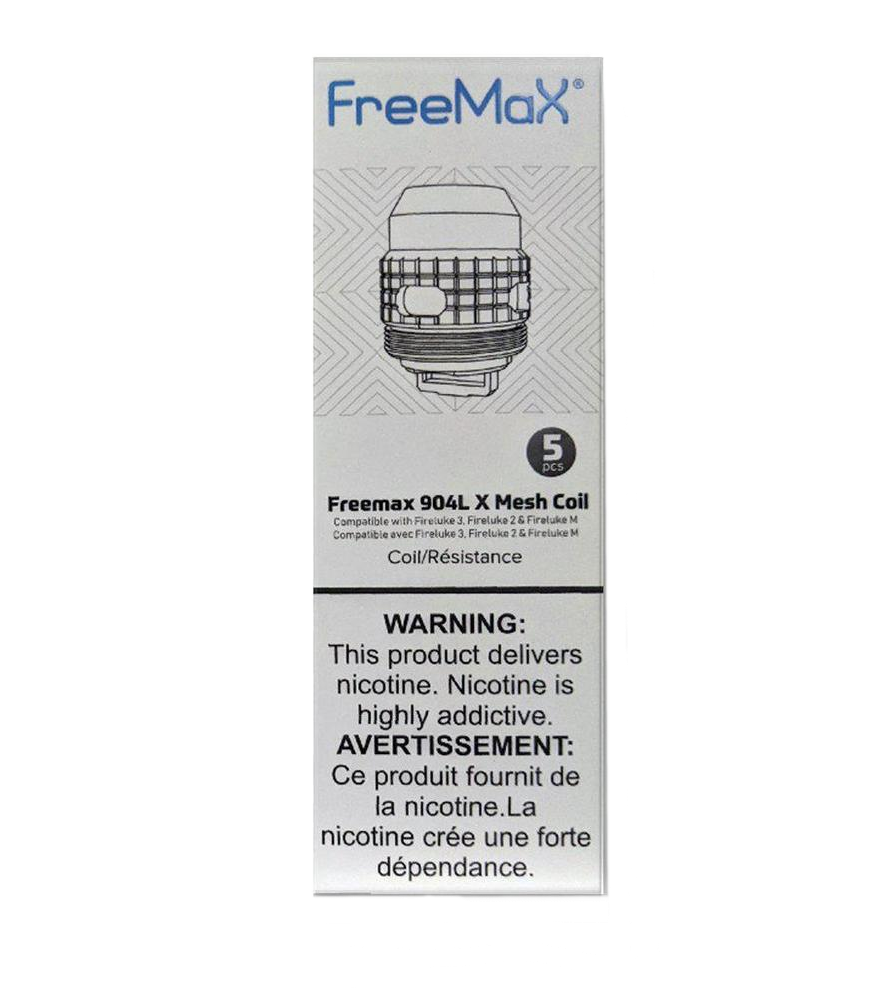 FreeMaX®
5
pcs
Freemax 904L X Mesh Coil
Compatible with Fireluke 3, Fireluke 2 & Fireluke M
Compatible avec Fireluke 3, Fireluke 2 & Fireluke M
Coil/Résistance
WARNING:
This product delivers
nicotine. Nicotine is
highly addictive.
AVERTISSEMENT:
Ce produit fournit de
la nicotine.La
nicotine crée une forte
dépendance.